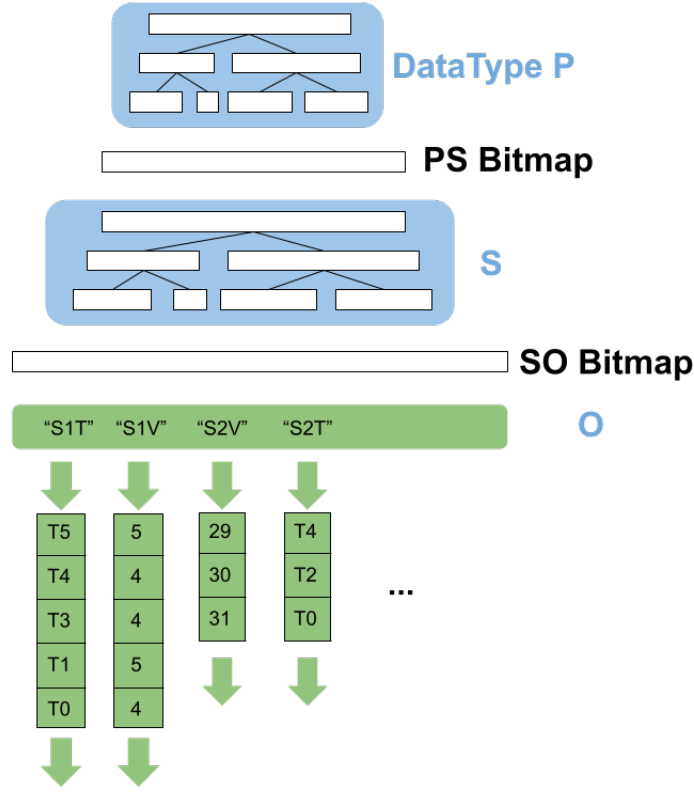 DataType P
PS Bitmap
S
SO Bitmap
“S1T” “S1V” “S2V” “S2T”
O
T5 5 29 T4
T4 4 30 T2
...
T3 4 31 T0
T1 5
T0 4